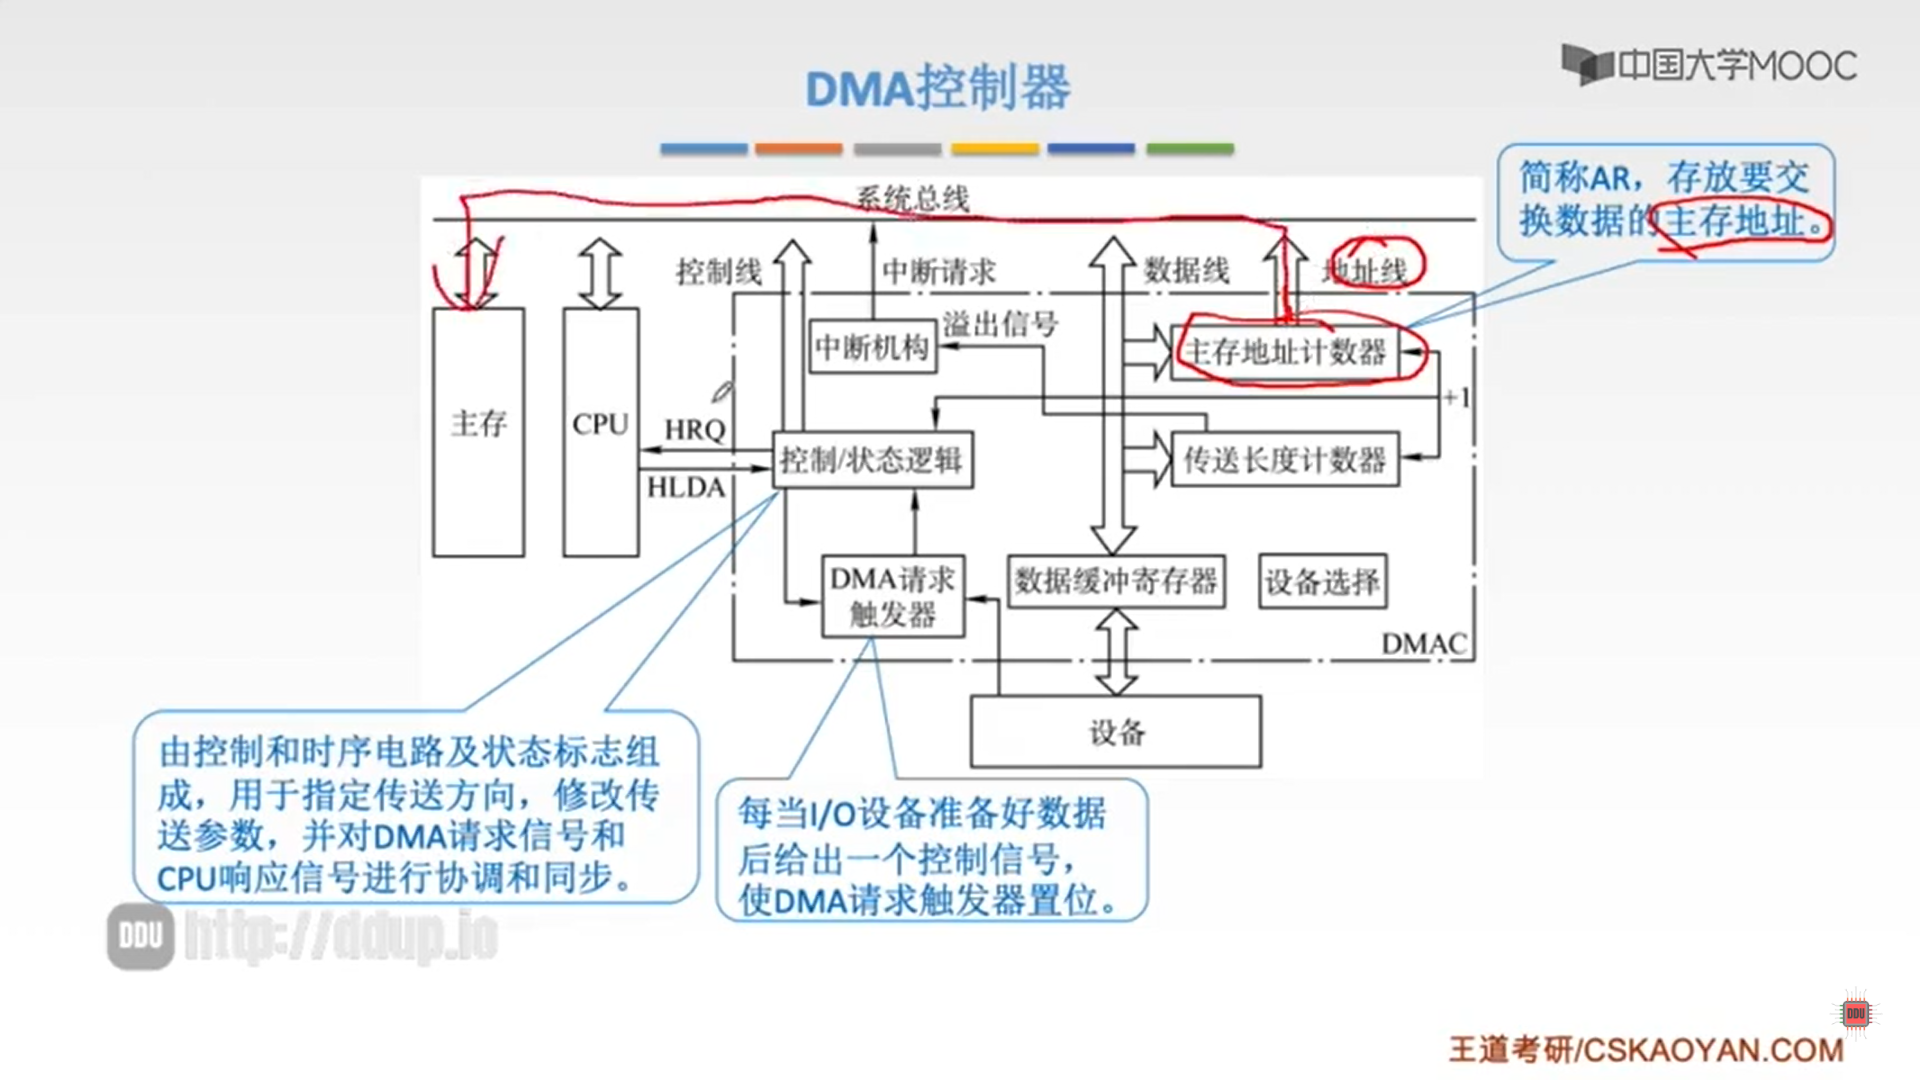 DMA控制器
中国大学MOOC
简称AR，存放要交
换数据的主存地址。
系统总线
控制线
中断请求
数据线
地址线
中断机构
溢出信号
主存地址计数器
+1
主存
CPU
HRQ
HLDA
控制/状态逻辑
传送长度计数器
DMA请求
触发器
数据缓冲寄存器
设备选择
DMAC
设备
由控制和时序电路及状态标志组
成，用于指定传送方向，修改传
送参数，并对DMA请求信号和
CPU响应信号进行协调和同步。
每当I/O设备准备好数据
后给出一个控制信号，
使DMA请求触发器置位。
DDU http://ddup.io
DDU
王道考研/CSKAOYAN.COM